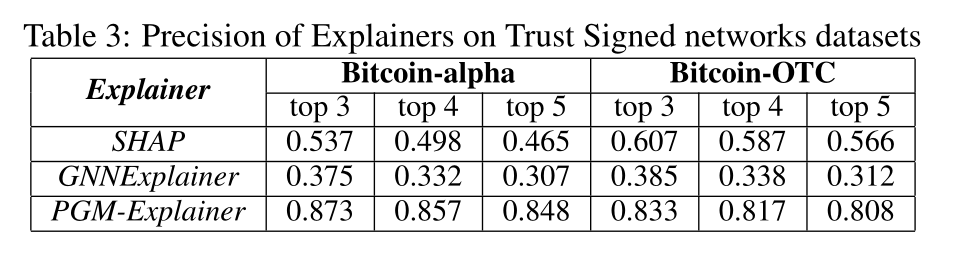 Table 3: Precision of Explainers on Trust Signed networks datasets
Explainer Bitcoin-alpha Bitcoin-OTC
top 3 top 4 top 5 top 3 top 4 top 5
SHAP 0.537 0.498 0.465 0.607 0.587 0.566
GNNExplainer 0.375 0.332 0.307 0.385 0.338 0.312
PGM-Explainer 0.873 0.857 0.848 0.833 0.817 0.808